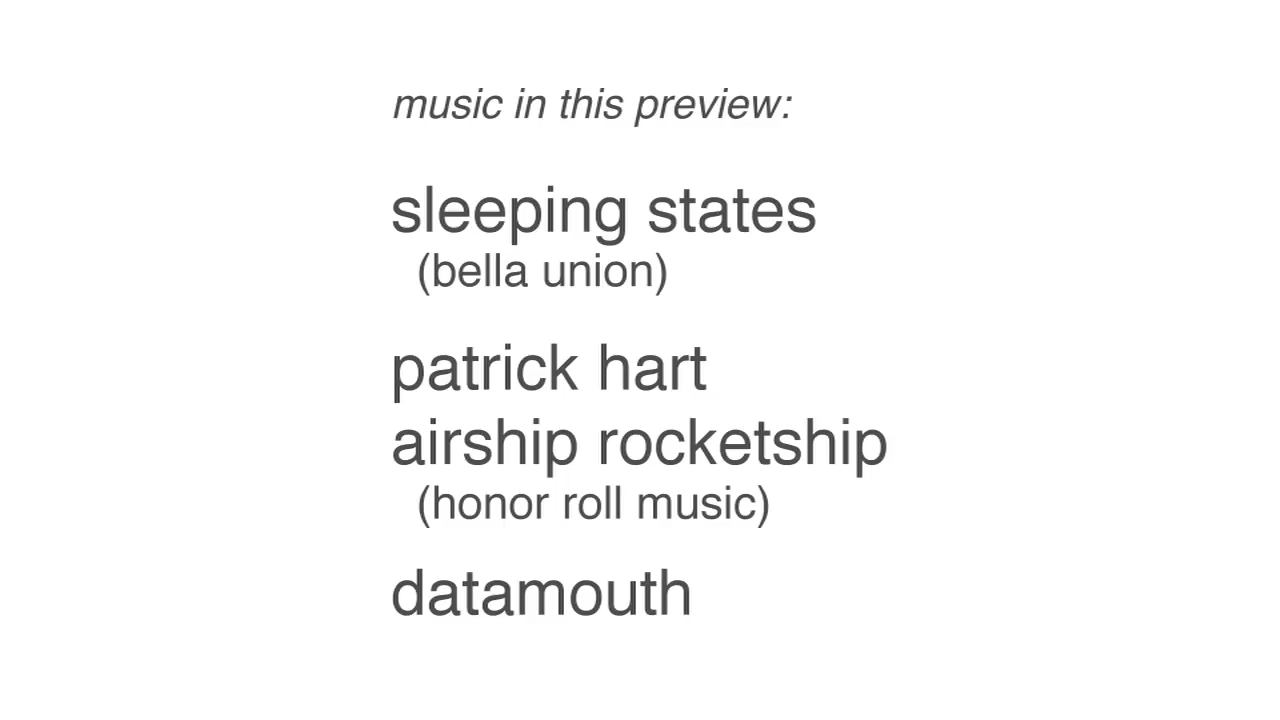 music in this preview:
sleeping states
(bella union)
patrick hart
airship rocketship
(honor roll music)
datamouth